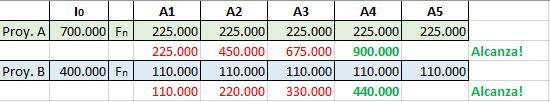 I₀ A1 A2 A3 A4 A5
Proy. A 700.000 Fn 225.000 225.000 225.000 225.000 225.000
225.000 450.000 675.000 900.000 Alcanza!
Proy. B 400.000 Fn 110.000 110.000 110.000 110.000 110.000
110.000 220.000 330.000 440.000 Alcanza!